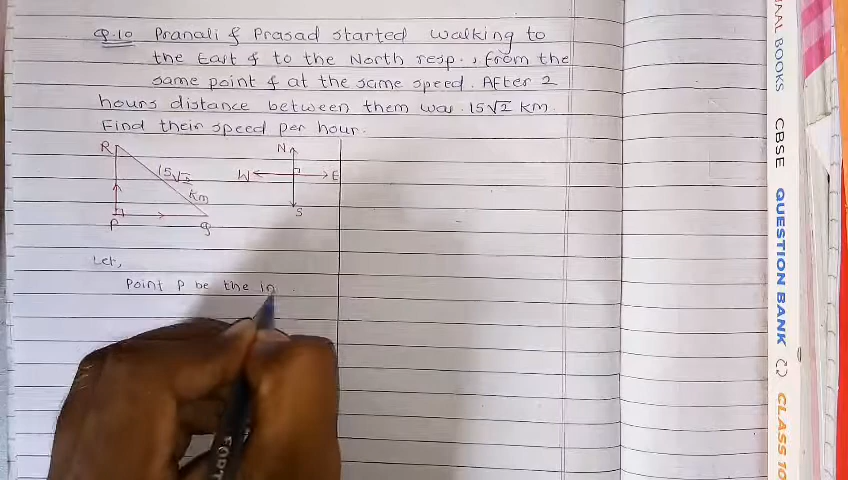 Q.10 Pranali & Prasad started walking to
the East & to the North resp., from the
same point & at the same speed. After 2
hours distance between them was 15√2 km.
Find their speed per hour.
R
15√2
km
P
Q
N
W
E
S
Let,
Point P be the in
BOOKS
CBSE
QUESTION BANK
CLASS 10